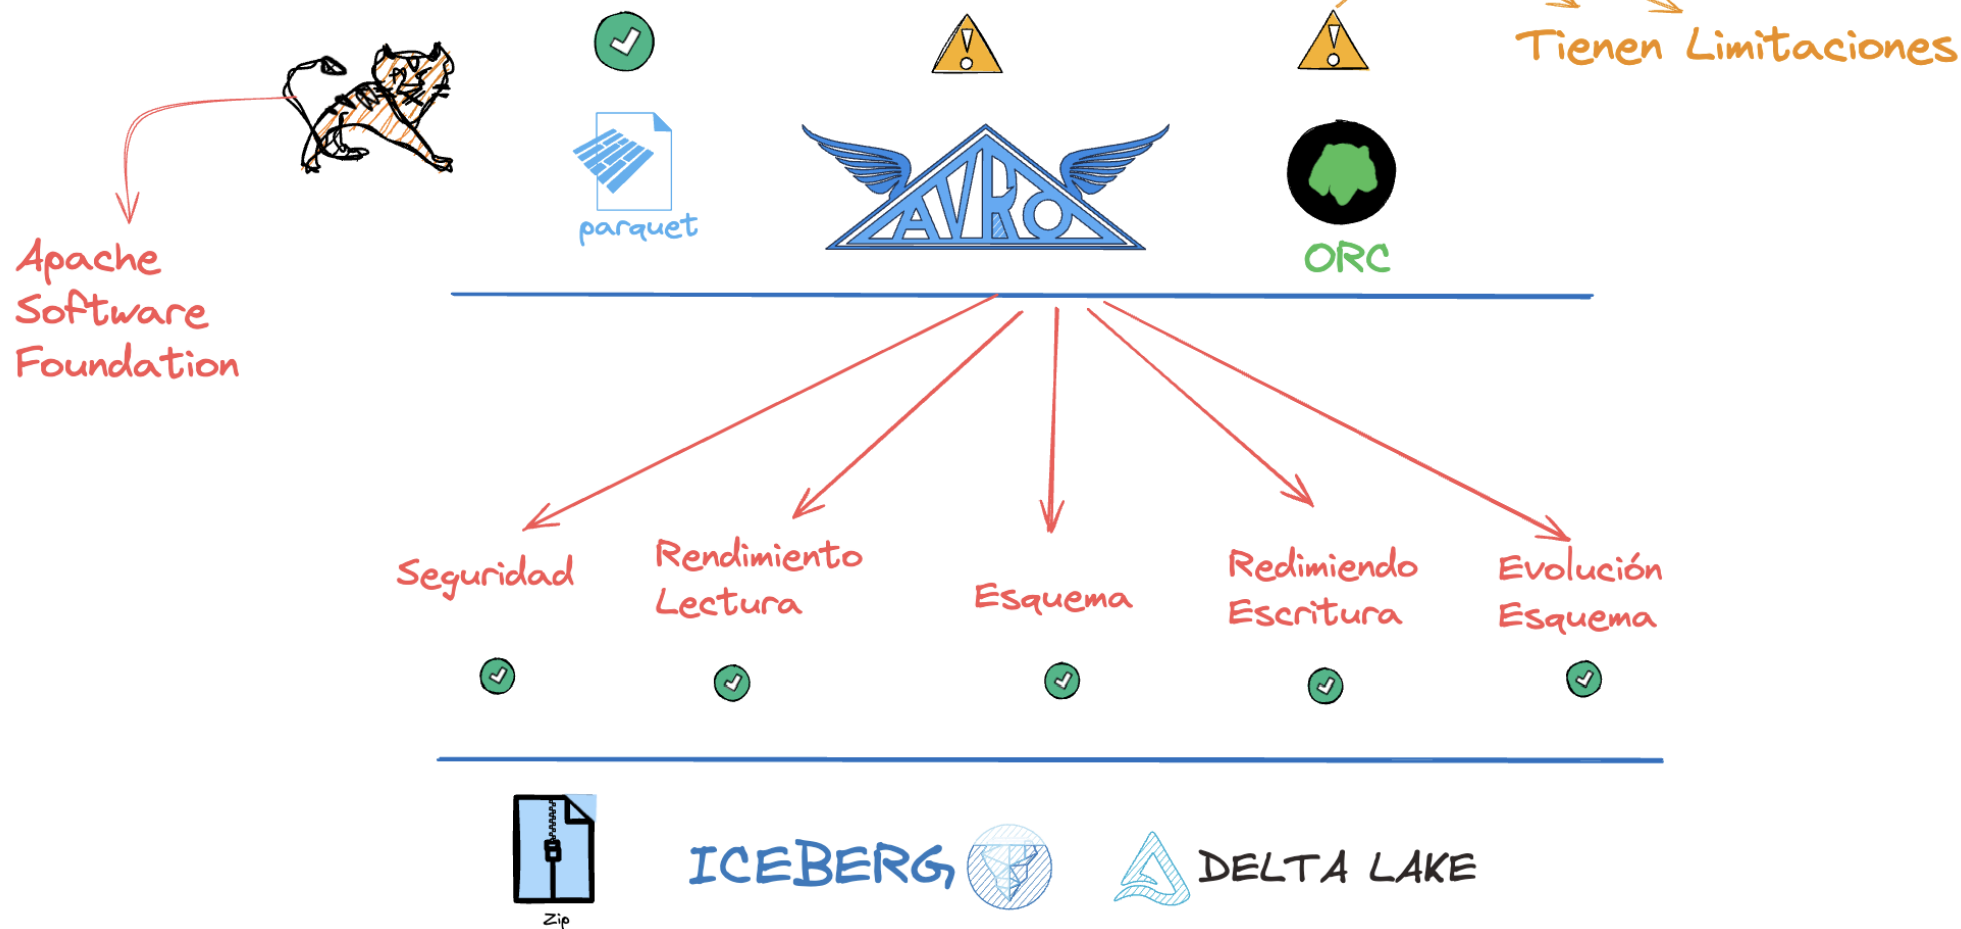 Tienen Limitaciones
parquet
AVRO
ORC
Apache
Software
Foundation
Seguridad
Rendimiento
Lectura
Esquema
Redimiendo
Escritura
Evolución
Esquema
Zip
ICEBERG
DELTA LAKE